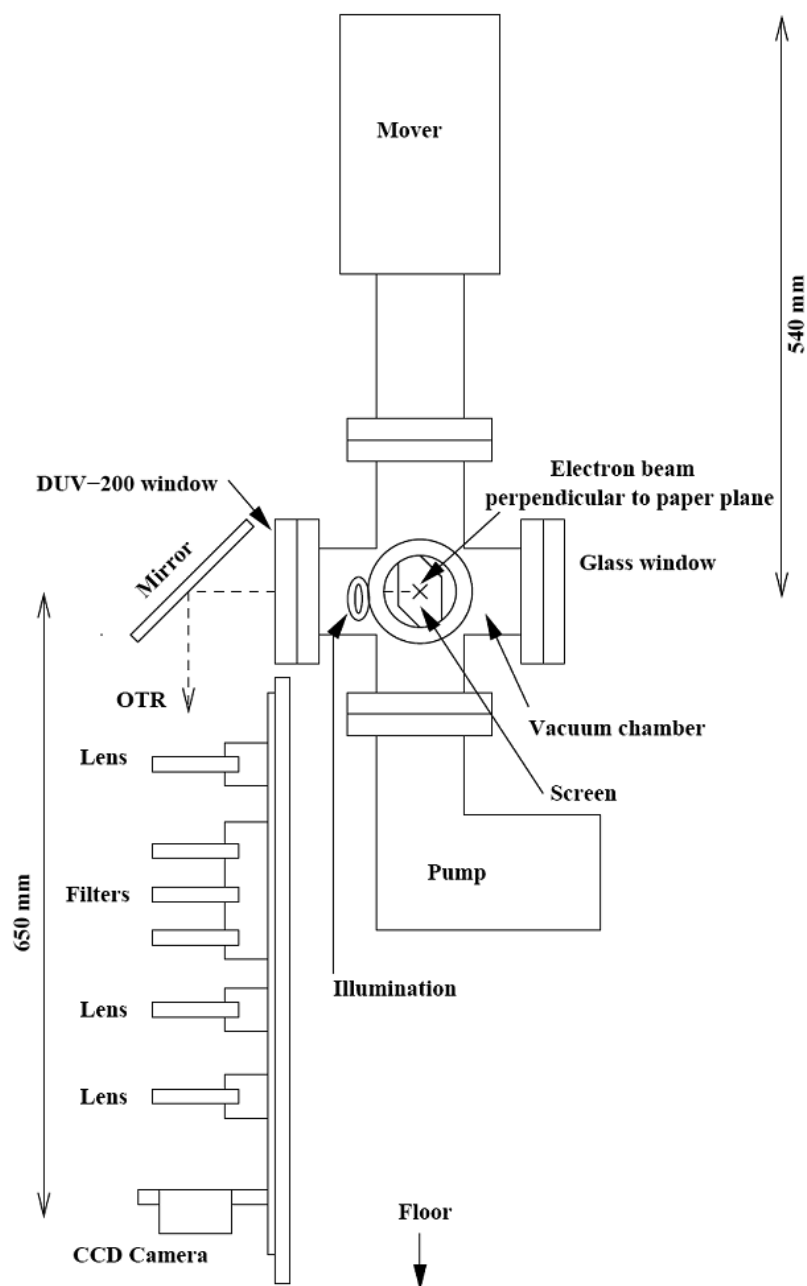 Mover
540 mm
Electron beam
perpendicular to paper plane
DUV−200 window
Mirror
Glass window
OTR
Vacuum chamber
Lens
Screen
Pump
Filters
650 mm
Illumination
Lens
Lens
Floor
CCD Camera